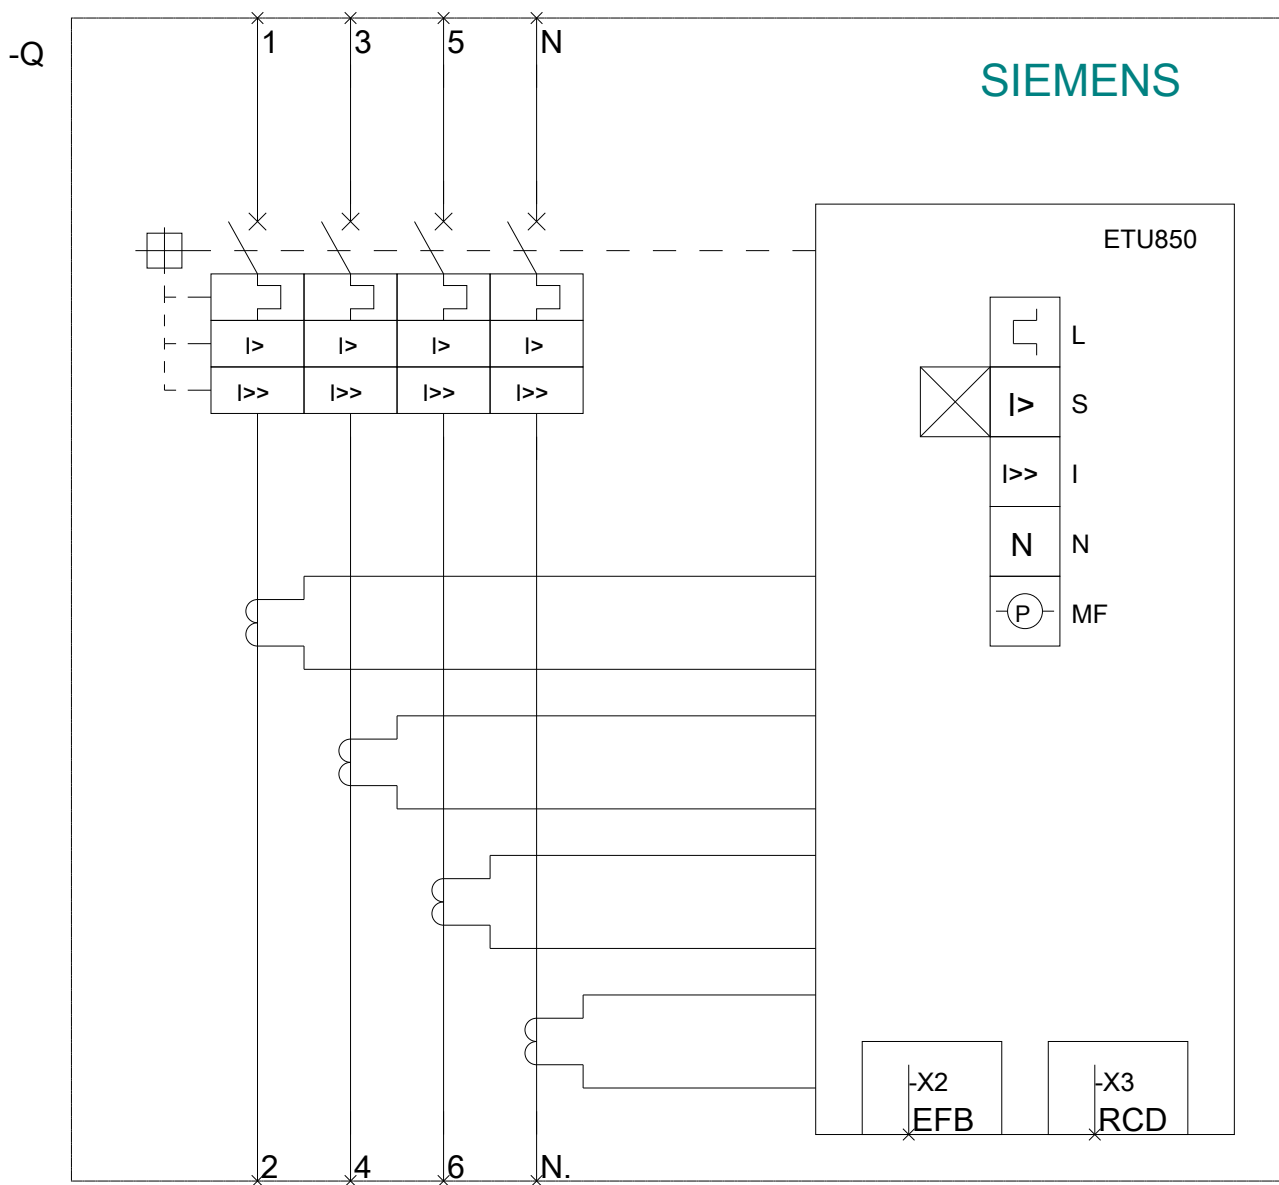 1 3 5 N
-Q
SIEMENS
ETU850
L
I> I> I> I>
I>> I>> I>> I>>
I> S
I>> I
N N
P MF
-X2 -X3
EFB RCD
2 4 6 N.